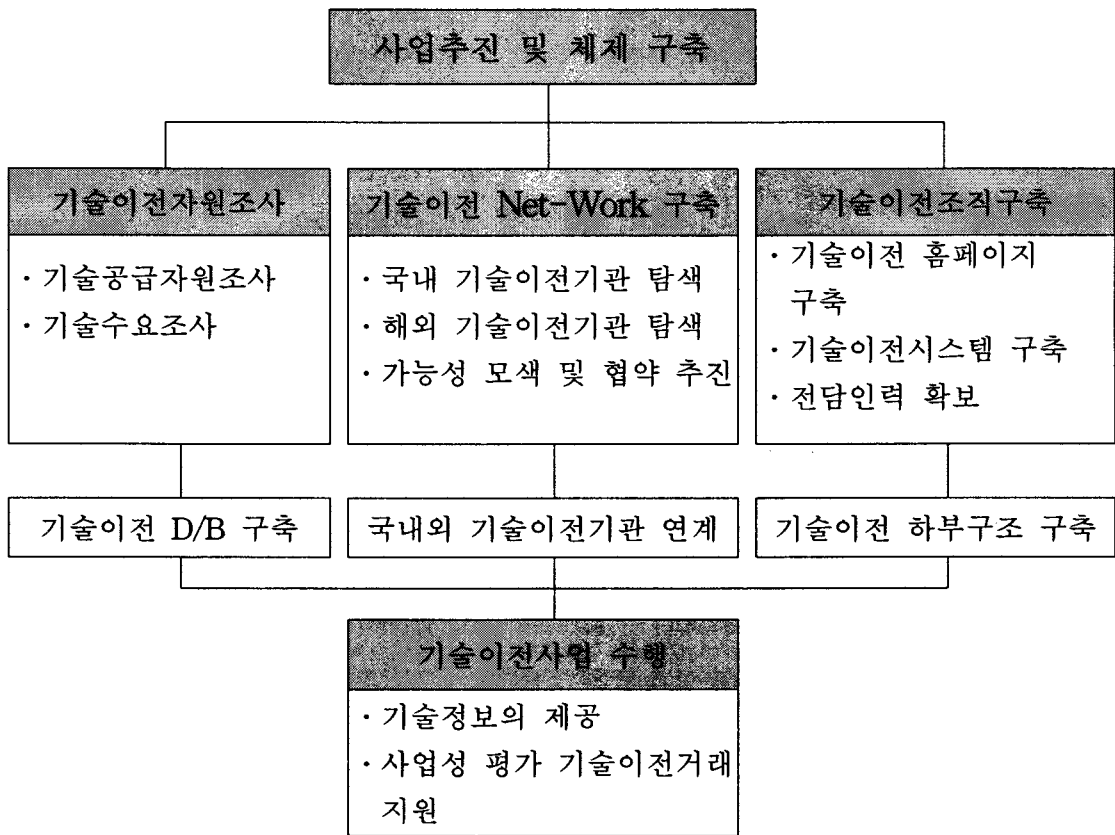 사업추진 및 체제 구축
기술이전자원조사
· 기술공급자원조사
· 기술수요조사
기술이전 Net-Work 구축
· 국내 기술이전기관 탐색
· 해외 기술이전기관 탐색
· 가능성 모색 및 협약 추진
기술이전조직구축
· 기술이전 홈페이지
구축
· 기술이전시스템 구축
· 전담인력 확보
기술이전 D/B 구축
국내외 기술이전기관 연계
기술이전 하부구조 구축
기술이전사업 수행
· 기술정보의 제공
· 사업성 평가 기술이전거래
지원